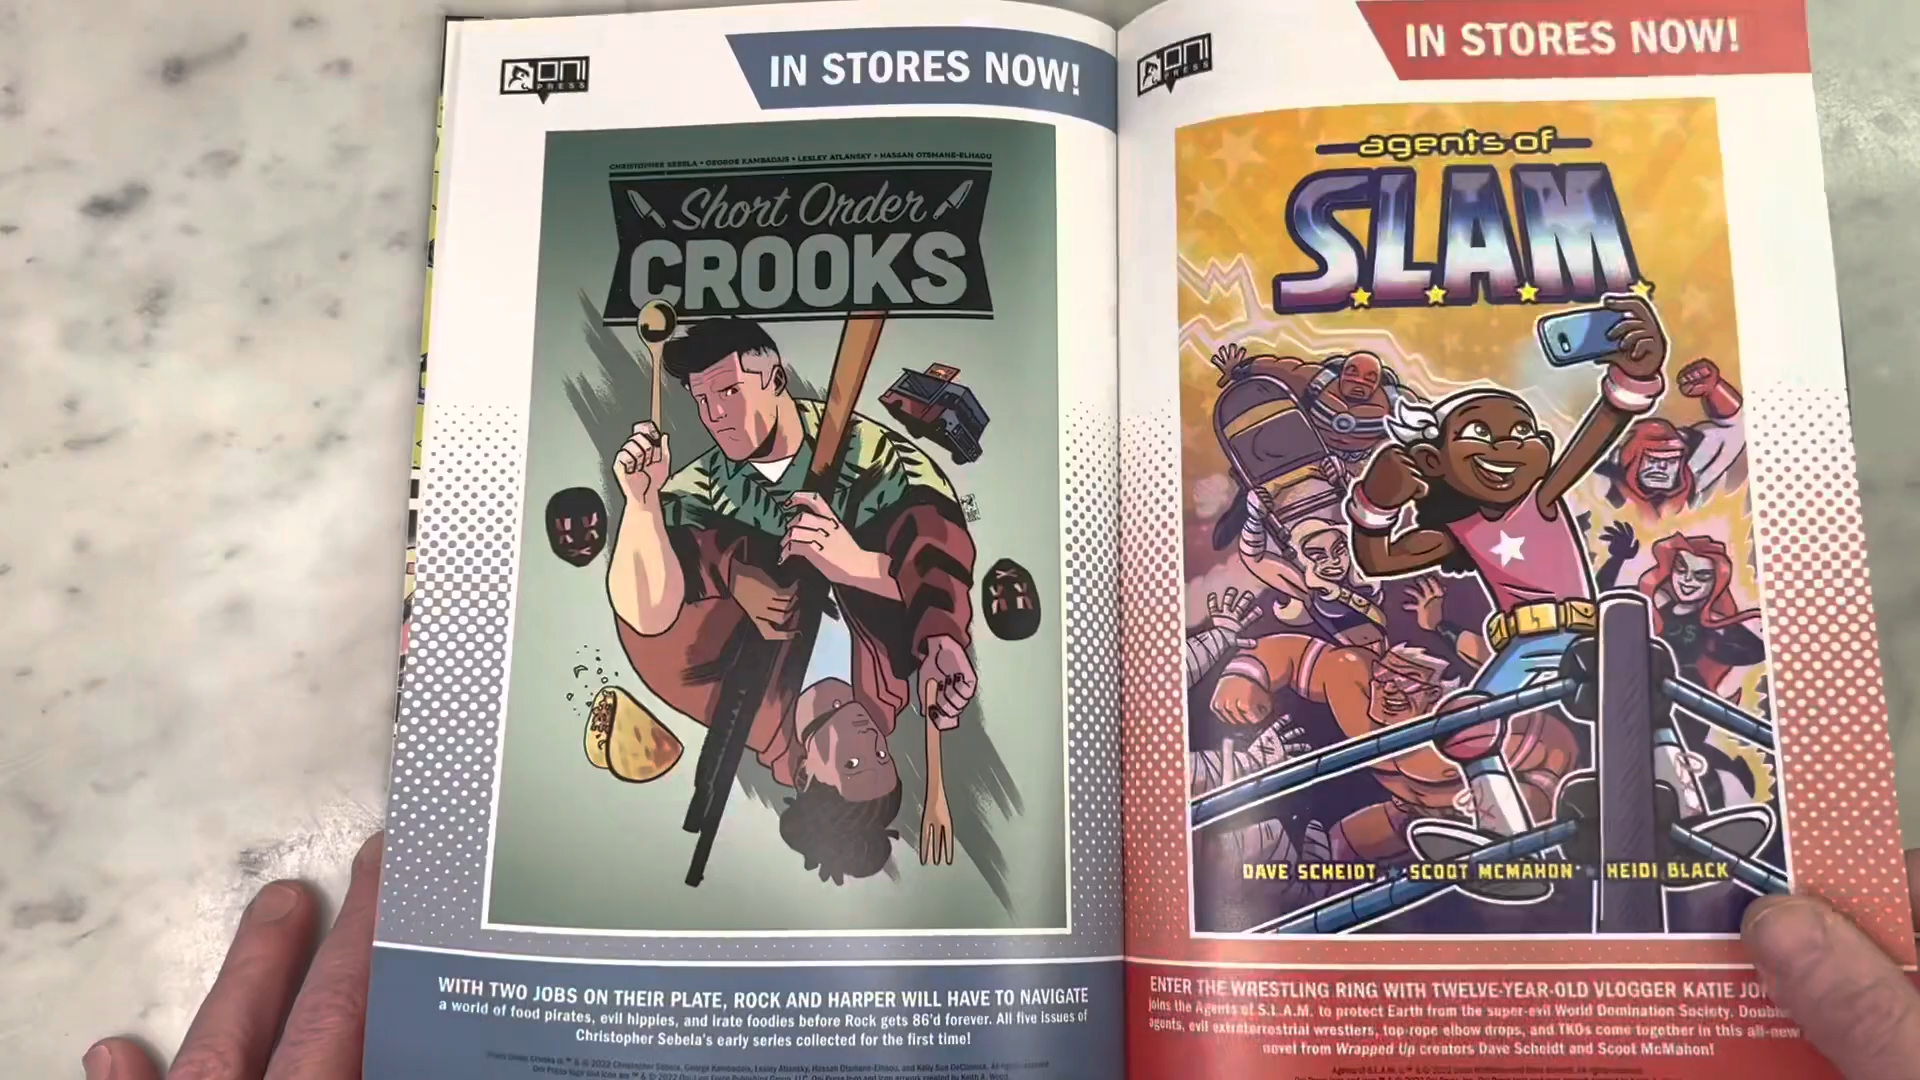 ONI
PRESS
IN STORES NOW!
CHRISTOPHER SEBELA • GEORGE KAMBADAIS • LESLEY ATLANSKY • HASSAN OTSMANE-ELHAOU
Short Order
CROOKS
WITH TWO JOBS ON THEIR PLATE, ROCK AND HARPER WILL HAVE TO NAVIGATE
a world of food pirates, evil hippies, and irate foodies before Rock gets 86'd forever. All five issues of
Christopher Sebela's early series collected for the first time!
ONI
PRESS
IN STORES NOW!
agents of
S.L.A.M.
DAVE SCHEIDT ★ SCOOT MCMAHON ★ HEIDI BLACK
ENTER THE WRESTLING RING WITH TWELVE-YEAR-OLD VLOGGER KATIE
joins the Agents of S.L.A.M. to protect Earth from the super-evil World Domination Society.
agents, evil extraterrestrial wrestlers, top-rope elbow drops, and TKOs come together in this all-new
novel from Wrapped Up creators Dave Scheidt and Scoot McMahon!